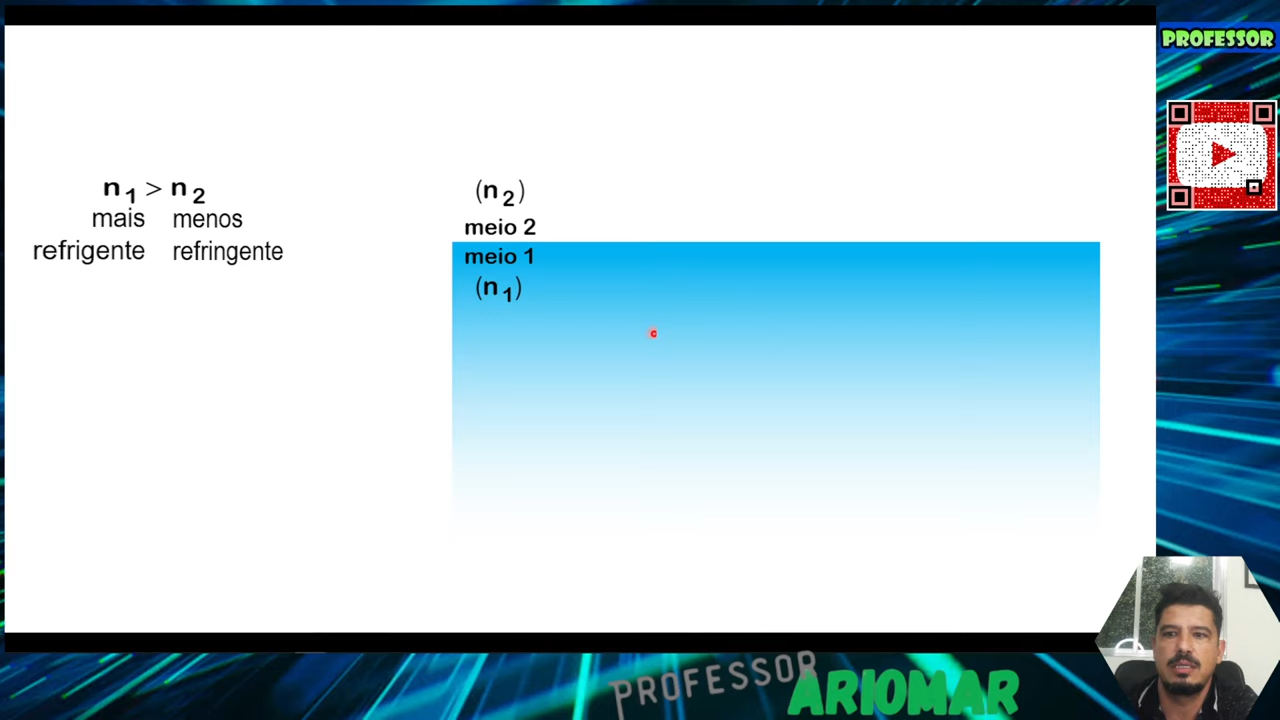 PROFESSOR
n1 > n2
mais menos
refrigente refringente
(n2)
meio 2
meio 1
(n1)
PROFESSOR
ARIOMAR